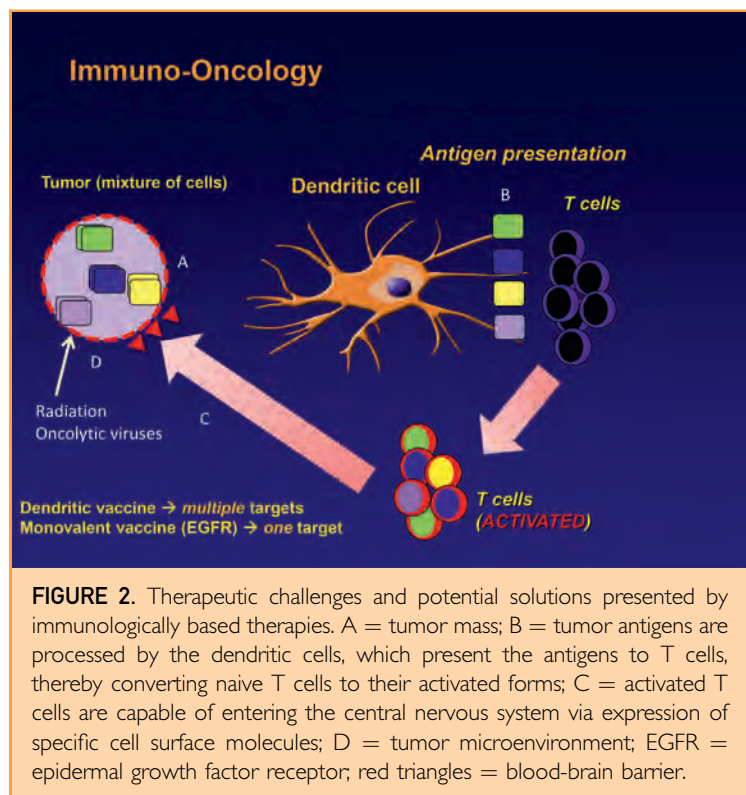 Immuno-Oncology
Antigen presentation
Tumor (mixture of cells)
Dendritic cell
B
T cells
A
D
Radiation
Oncolytic viruses
C
Dendritic vaccine → multiple targets
Monovalent vaccine (EGFR) → one target
T cells
(ACTIVATED)
FIGURE 2. Therapeutic challenges and potential solutions presented by
immunologically based therapies. A = tumor mass; B = tumor antigens are
processed by the dendritic cells, which present the antigens to T cells,
thereby converting naive T cells to their activated forms; C = activated T
cells are capable of entering the central nervous system via expression of
specific cell surface molecules; D = tumor microenvironment; EGFR =
epidermal growth factor receptor; red triangles = blood-brain barrier.